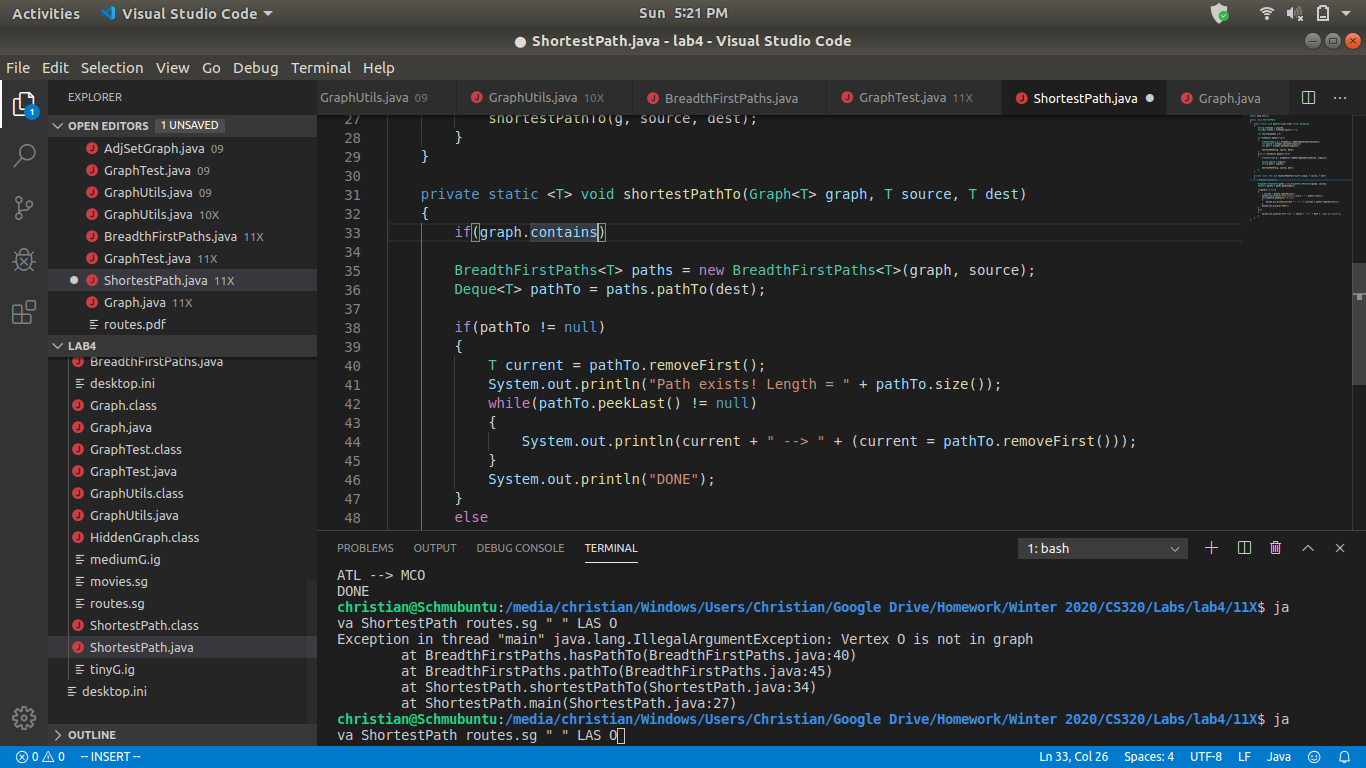 Activities Visual Studio Code Sun 5:21 PM
● ShortestPath.java - lab4 - Visual Studio Code
File Edit Selection View Go Debug Terminal Help
EXPLORER
OPEN EDITORS 1 UNSAVED
AdjSetGraph.java 09
GraphTest.java 09
GraphUtils.java 09
GraphUtils.java 10X
BreadthFirstPaths.java 11X
GraphTest.java 11X
ShortestPath.java 11X
Graph.java 11X
routes.pdf
LAB4
BreadthFirstPaths.java
desktop.ini
Graph.class
Graph.java
GraphTest.class
GraphTest.java
GraphUtils.class
GraphUtils.java
HiddenGraph.class
mediumG.ig
movies.sg
routes.sg
ShortestPath.class
ShortestPath.java
tinyG.ig
desktop.ini
OUTLINE
GraphUtils.java 09 GraphUtils.java 10X BreadthFirstPaths.java GraphTest.java 11X ShortestPath.java Graph.java
27 shortestPathTo(g, source, dest);
28 }
29 }
30
31 private static <T> void shortestPathTo(Graph<T> graph, T source, T dest)
32 {
33 if(graph.contains)
34
35 BreadthFirstPaths<T> paths = new BreadthFirstPaths<T>(graph, source);
36 Deque<T> pathTo = paths.pathTo(dest);
37
38 if(pathTo != null)
39 {
40 T current = pathTo.removeFirst();
41 System.out.println("Path exists! Length = " + pathTo.size());
42 while(pathTo.peekLast() != null)
43 {
44 System.out.println(current + " --> " + (current = pathTo.removeFirst()));
45 }
46 System.out.println("DONE");
47 }
48 else
PROBLEMS OUTPUT DEBUG CONSOLE TERMINAL 1: bash
ATL --> MCO
DONE
christian@Schmubuntu:/media/christian/Windows/Users/Christian/Google Drive/Homework/Winter 2020/CS320/Labs/lab4/11X$ ja
va ShortestPath routes.sg " " LAS O
Exception in thread "main" java.lang.IllegalArgumentException: Vertex O is not in graph
at BreadthFirstPaths.hasPathTo(BreadthFirstPaths.java:40)
at BreadthFirstPaths.pathTo(BreadthFirstPaths.java:45)
at ShortestPath.shortestPathTo(ShortestPath.java:34)
at ShortestPath.main(ShortestPath.java:27)
christian@Schmubuntu:/media/christian/Windows/Users/Christian/Google Drive/Homework/Winter 2020/CS320/Labs/lab4/11X$ ja
va ShortestPath routes.sg " " LAS O
0 0 -- INSERT -- Ln 33, Col 26 Spaces: 4 UTF-8 LF Java